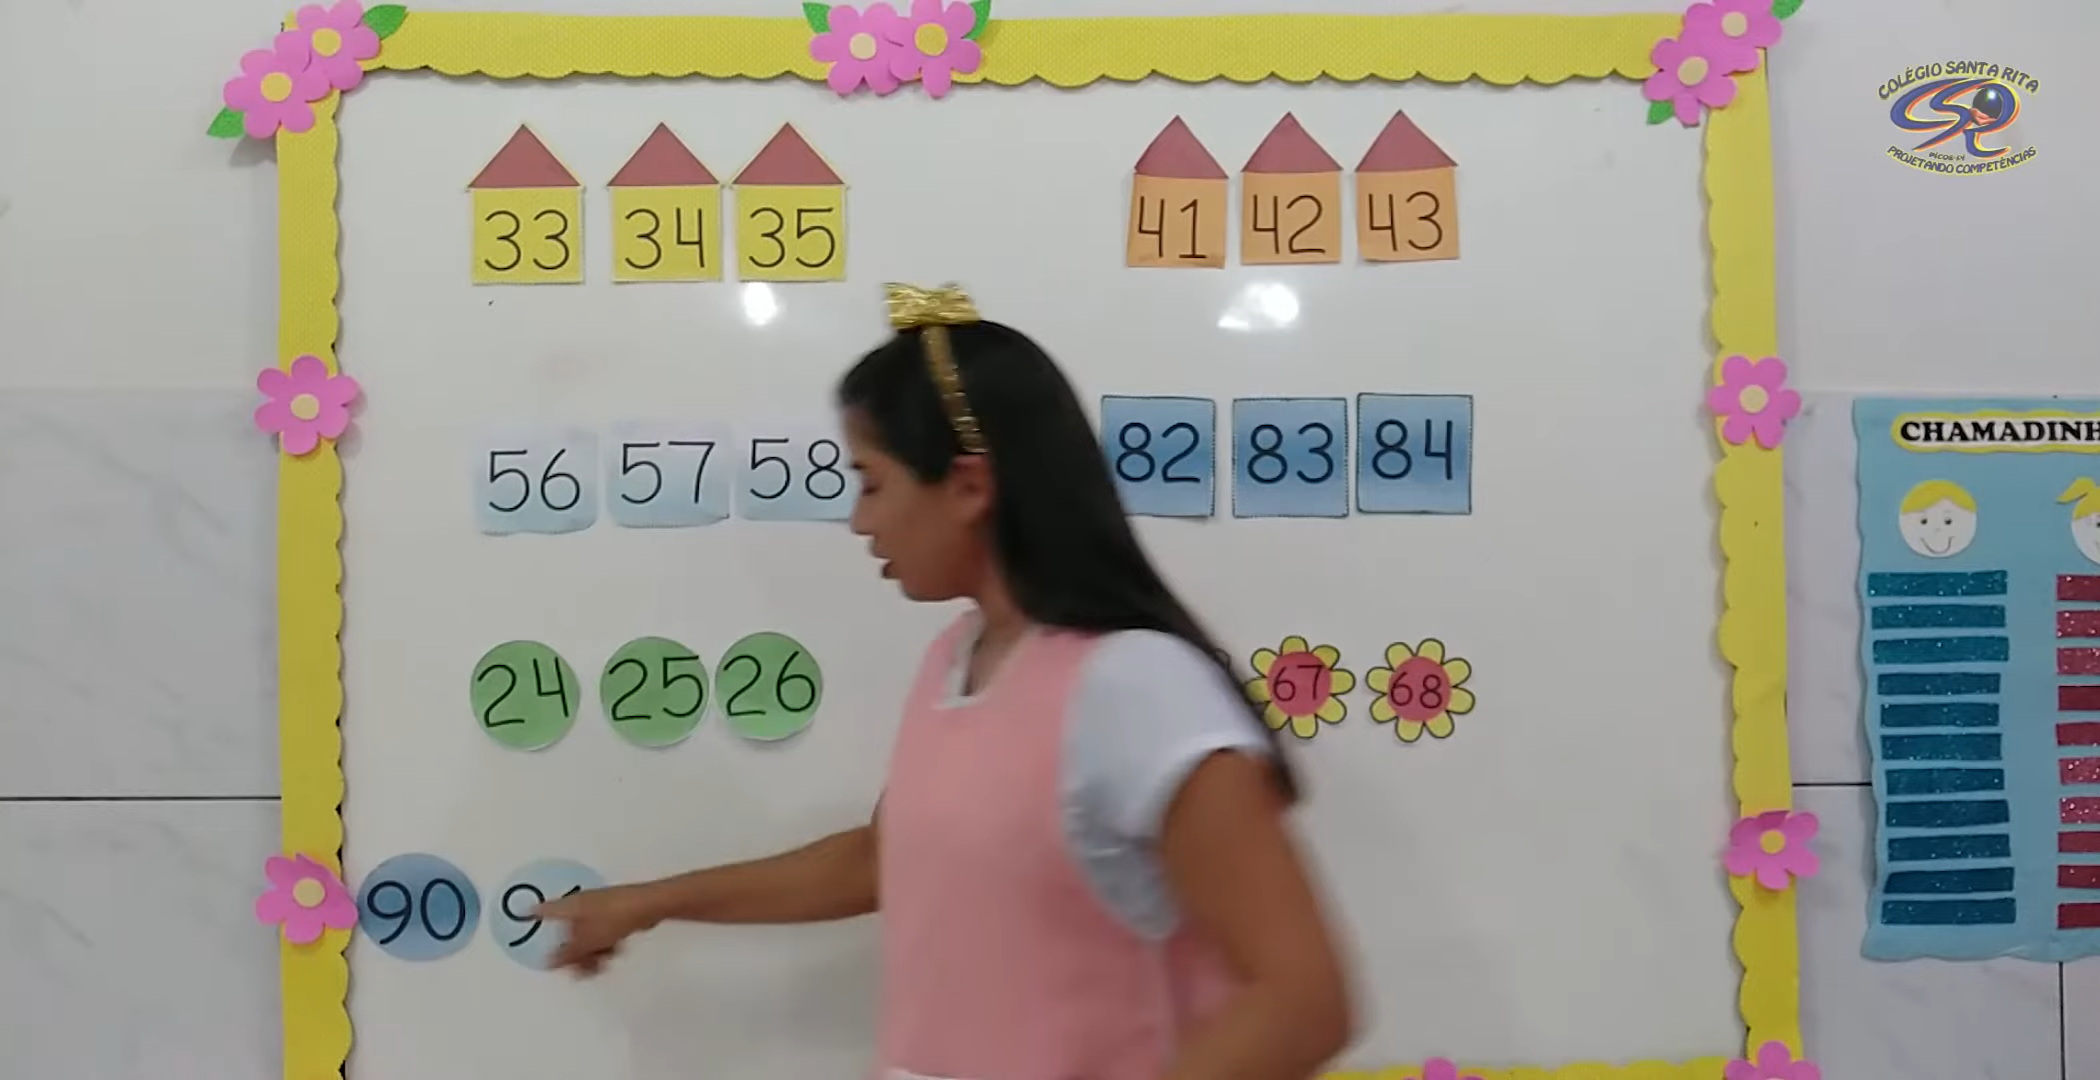 COLÉGIO SANTA RITA
PROJETANDO COMPETÊNCIAS
33 34 35 41 42 43
56 57 58 82 83 84
24 25 26 67 68
90
CHAMADINH